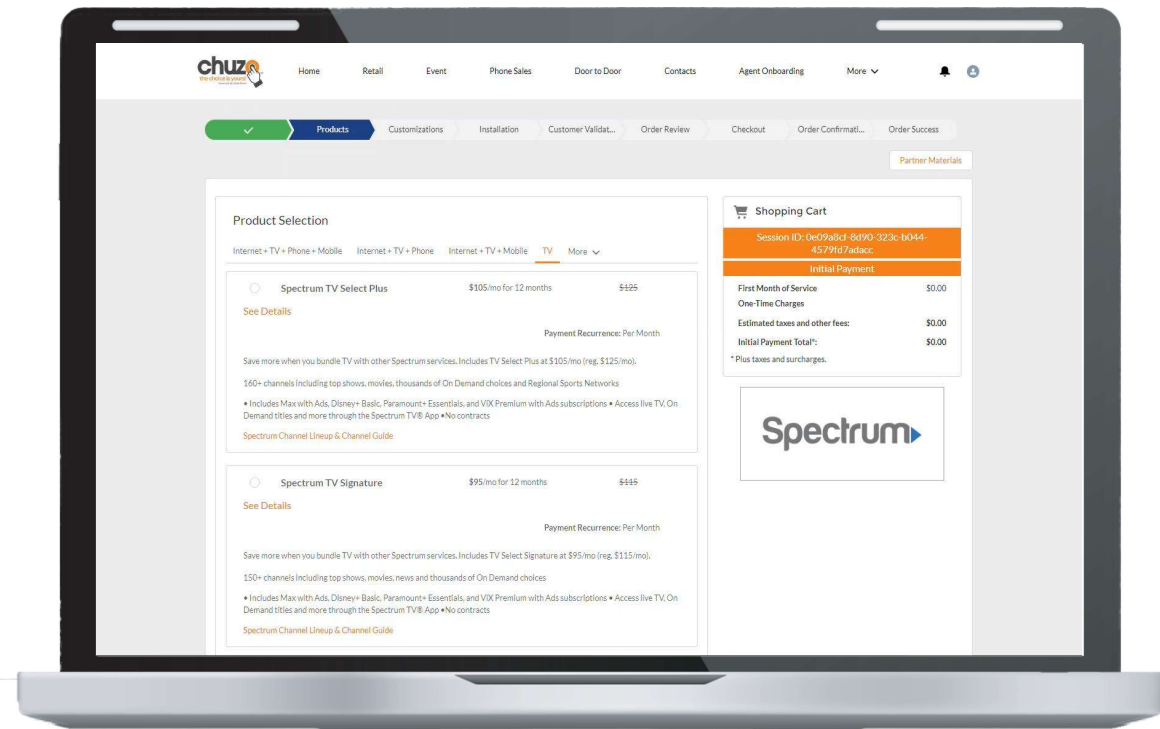 chuzo
the choice is yours!
Home Retail Event Phone Sales Door to Door Contacts Agent Onboarding More
Products Customizations Installation Customer Validat... Order Review Checkout Order Confirmati... Order Success
Partner Materials
Product Selection
Internet + TV + Phone + Mobile Internet + TV + Phone Internet + TV + Mobile TV More
Spectrum TV Select Plus $105/mo for 12 months $125
See Details
Payment Recurrence: Per Month
Save more when you bundle TV with other Spectrum services. Includes TV Select Plus at $105/mo (reg. $125/mo).
160+ channels including top shows, movies, thousands of On Demand choices and Regional Sports Networks
• Includes Max with Ads, Disney+ Basic, Paramount+ Essentials, and ViX Premium with Ads subscriptions • Access live TV, On
Demand titles and more through the Spectrum TV® App •No contracts
Spectrum Channel Lineup & Channel Guide
Spectrum TV Signature $95/mo for 12 months $115
See Details
Payment Recurrence: Per Month
Save more when you bundle TV with other Spectrum services. Includes TV Select Signature at $95/mo (reg. $115/mo).
150+ channels including top shows, movies, news and thousands of On Demand choices
• Includes Max with Ads, Disney+ Basic, Paramount+ Essentials, and ViX Premium with Ads subscriptions • Access live TV, On
Demand titles and more through the Spectrum TV® App •No contracts
Spectrum Channel Lineup & Channel Guide
Shopping Cart
Session ID: 0e09a8cf-8d90-323c-b044-
4579fd7adacc
Initial Payment
First Month of Service $0.00
One-Time Charges
Estimated taxes and other fees: $0.00
Initial Payment Total*: $0.00
* Plus taxes and surcharges.
Spectrum